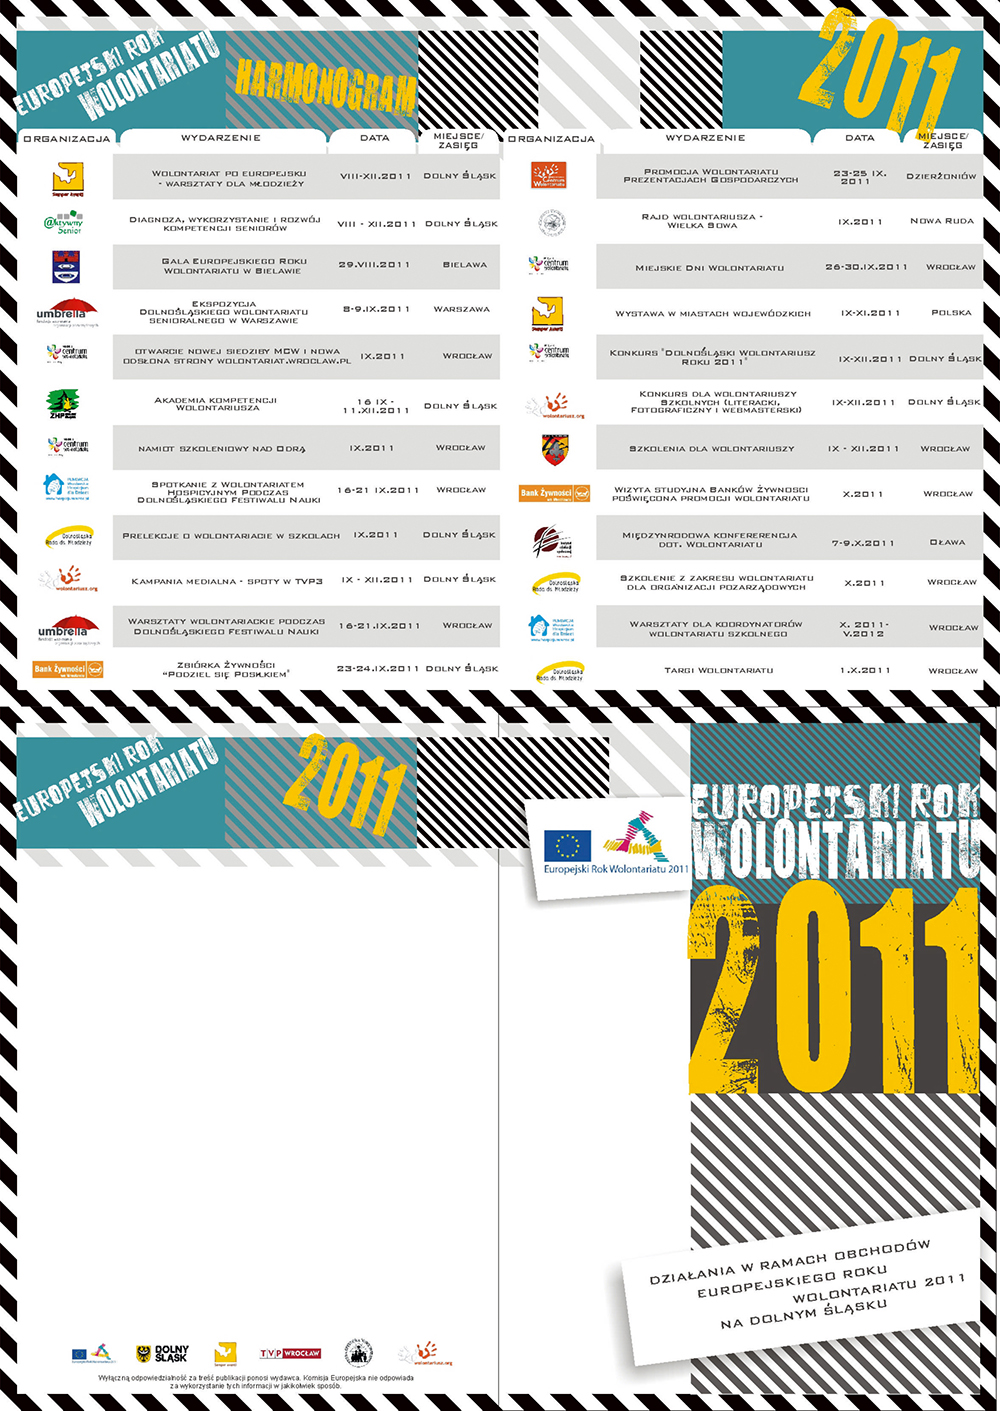 EUROPEJSKI ROK
WOLONTARIATU
HARMONOGRAM
2011
ORGANIZACJA WYDARZENIE DATA MIEJSCE/
ZASIĘG
Semper Avanti
WOLONTARIAT PO EUROPEJSKU
- WARSZTATY DLA MŁODZIEŻY
VIII-XII.2011 DOLNY ŚLĄSK
@ktywny
Senior
DIAGNOZA, WYKORZYSTANIE I ROZWÓJ
KOMPETENCJI SENIORÓW
VIII - XII.2011 DOLNY ŚLĄSK
GALA EUROPEJSKIEGO ROKU
WOLONTARIATU W BIELAWIE
29.VIII.2011 BIELAWA
umbrella
EKSPOZYCJA
DOLNOŚLĄSKIEGO WOLONTARIATU
SENIORALNEGO W WARSZAWIE
8-9.IX.2011 WARSZAWA
centrum
wolontariatu
OTWARCIE NOWEJ SIEDZIBY MCW I NOWA
ODSŁONA STRONY WOLONTARIAT.WROCLAW.PL
IX.2011 WROCŁAW
ZHP
AKADEMIA KOMPETENCJI
WOLONTARIUSZA
16 IX -
11.XII.2011
DOLNY ŚLĄSK
centrum
wolontariatu
NAMIOT SZKOLENIOWY NAD ODRĄ IX.2011 WROCŁAW
FUNDACJA
dla Dzieci
SPOTKANIE Z WOLONTARIATEM
HOSPICYJNYM PODCZAS
DOLNOŚLĄSKIEGO FESTIWALU NAUKI
16-21 IX.2011 WROCŁAW
Dolnośląska
Rada ds. Młodzieży
PRELEKCJE O WOLONTARIACIE W SZKOLACH IX.2011 DOLNY ŚLĄSK
wolontariusz.org
KAMPANIA MEDIALNA - SPOTY W TVP3 IX - XII.2011 DOLNY ŚLĄSK
umbrella
WARSZTATY WOLONTARIACKIE PODCZAS
DOLNOŚLĄSKIEGO FESTIWALU NAUKI
16-21.IX.2011 WROCŁAW
Bank Żywności
ZBIÓRKA ŻYWNOŚCI
"PODZIEL SIĘ POSIŁKIEM"
23-24.IX.2011 DOLNY ŚLĄSK
ORGANIZACJA WYDARZENIE DATA MIEJSCE/
ZASIĘG
Centrum
Wolontariatu
PROMOCJA WOLONTARIATU
PREZENTACJACH GOSPODARCZYCH
23-25 IX.
2011
DZIERŻONIÓW
RAJD WOLONTARIUSZA -
WIELKA SOWA
IX.2011 NOWA RUDA
centrum
wolontariatu
MIEJSKIE DNI WOLONTARIATU 26-30.IX.2011 WROCŁAW
Semper Avanti
WYSTAWA W MIASTACH WOJEWÓDZKICH IX-XI.2011 POLSKA
centrum
wolontariatu
KONKURS "DOLNOŚLĄSKI WOLONTARIUSZ
ROKU 2011"
IX-XII.2011 DOLNY ŚLĄSK
wolontariusz.org
KONKURS DLA WOLONTARIUSZY
SZKOLNYCH (LITERACKI,
FOTOGRAFICZNY I WEBMASTERSKI)
IX-XII.2011 DOLNY ŚLĄSK
SZKOLENIA DLA WOLONTARIUSZY IX - XII.2011 WROCŁAW
Bank Żywności
WIZYTA STUDYJNA BANKÓW ŻYWNOŚCI
POŚWIĘCONA PROMOCJI WOLONTARIATU
X.2011 WROCŁAW
MIĘDZYNRODOWA KONFERERENCJA
DOT. WOLONTARIATU
7-9.X.2011 OŁAWA
Dolnośląska
Rada ds. Młodzieży
SZKOLENIE Z ZAKRESU WOLONTARIATU
DLA ORGANIZACJI POZARZĄDOWYCH
X.2011 WROCŁAW
FUNDACJA
dla Dzieci
WARSZTATY DLA KOORDYNATORÓW
WOLONTARIATU SZKOLNEGO
X. 2011-
V.2012
WROCŁAW
Dolnośląska
Rada ds. Młodzieży
TARGI WOLONTARIATU 1.X.2011 WROCŁAW
EUROPEJSKI ROK
WOLONTARIATU
2011
Europejski Rok Wolontariatu 2011
EUROPEJSKI ROK
WOLONTARIATU
2011
DZIAŁANIA W RAMACH OBCHODÓW
EUROPEJSKIEGO ROKU
WOLONTARIATU 2011
NA DOLNYM ŚLĄSKU
DOLNY
ŚLĄSK
TVP WROCŁAW
wolontariusz.org
Wyłączną odpowiedzialność za treść publikacji ponosi wydawca. Komisja Europejska nie odpowiada
za wykorzystanie tych informacji w jakikolwiek sposób.